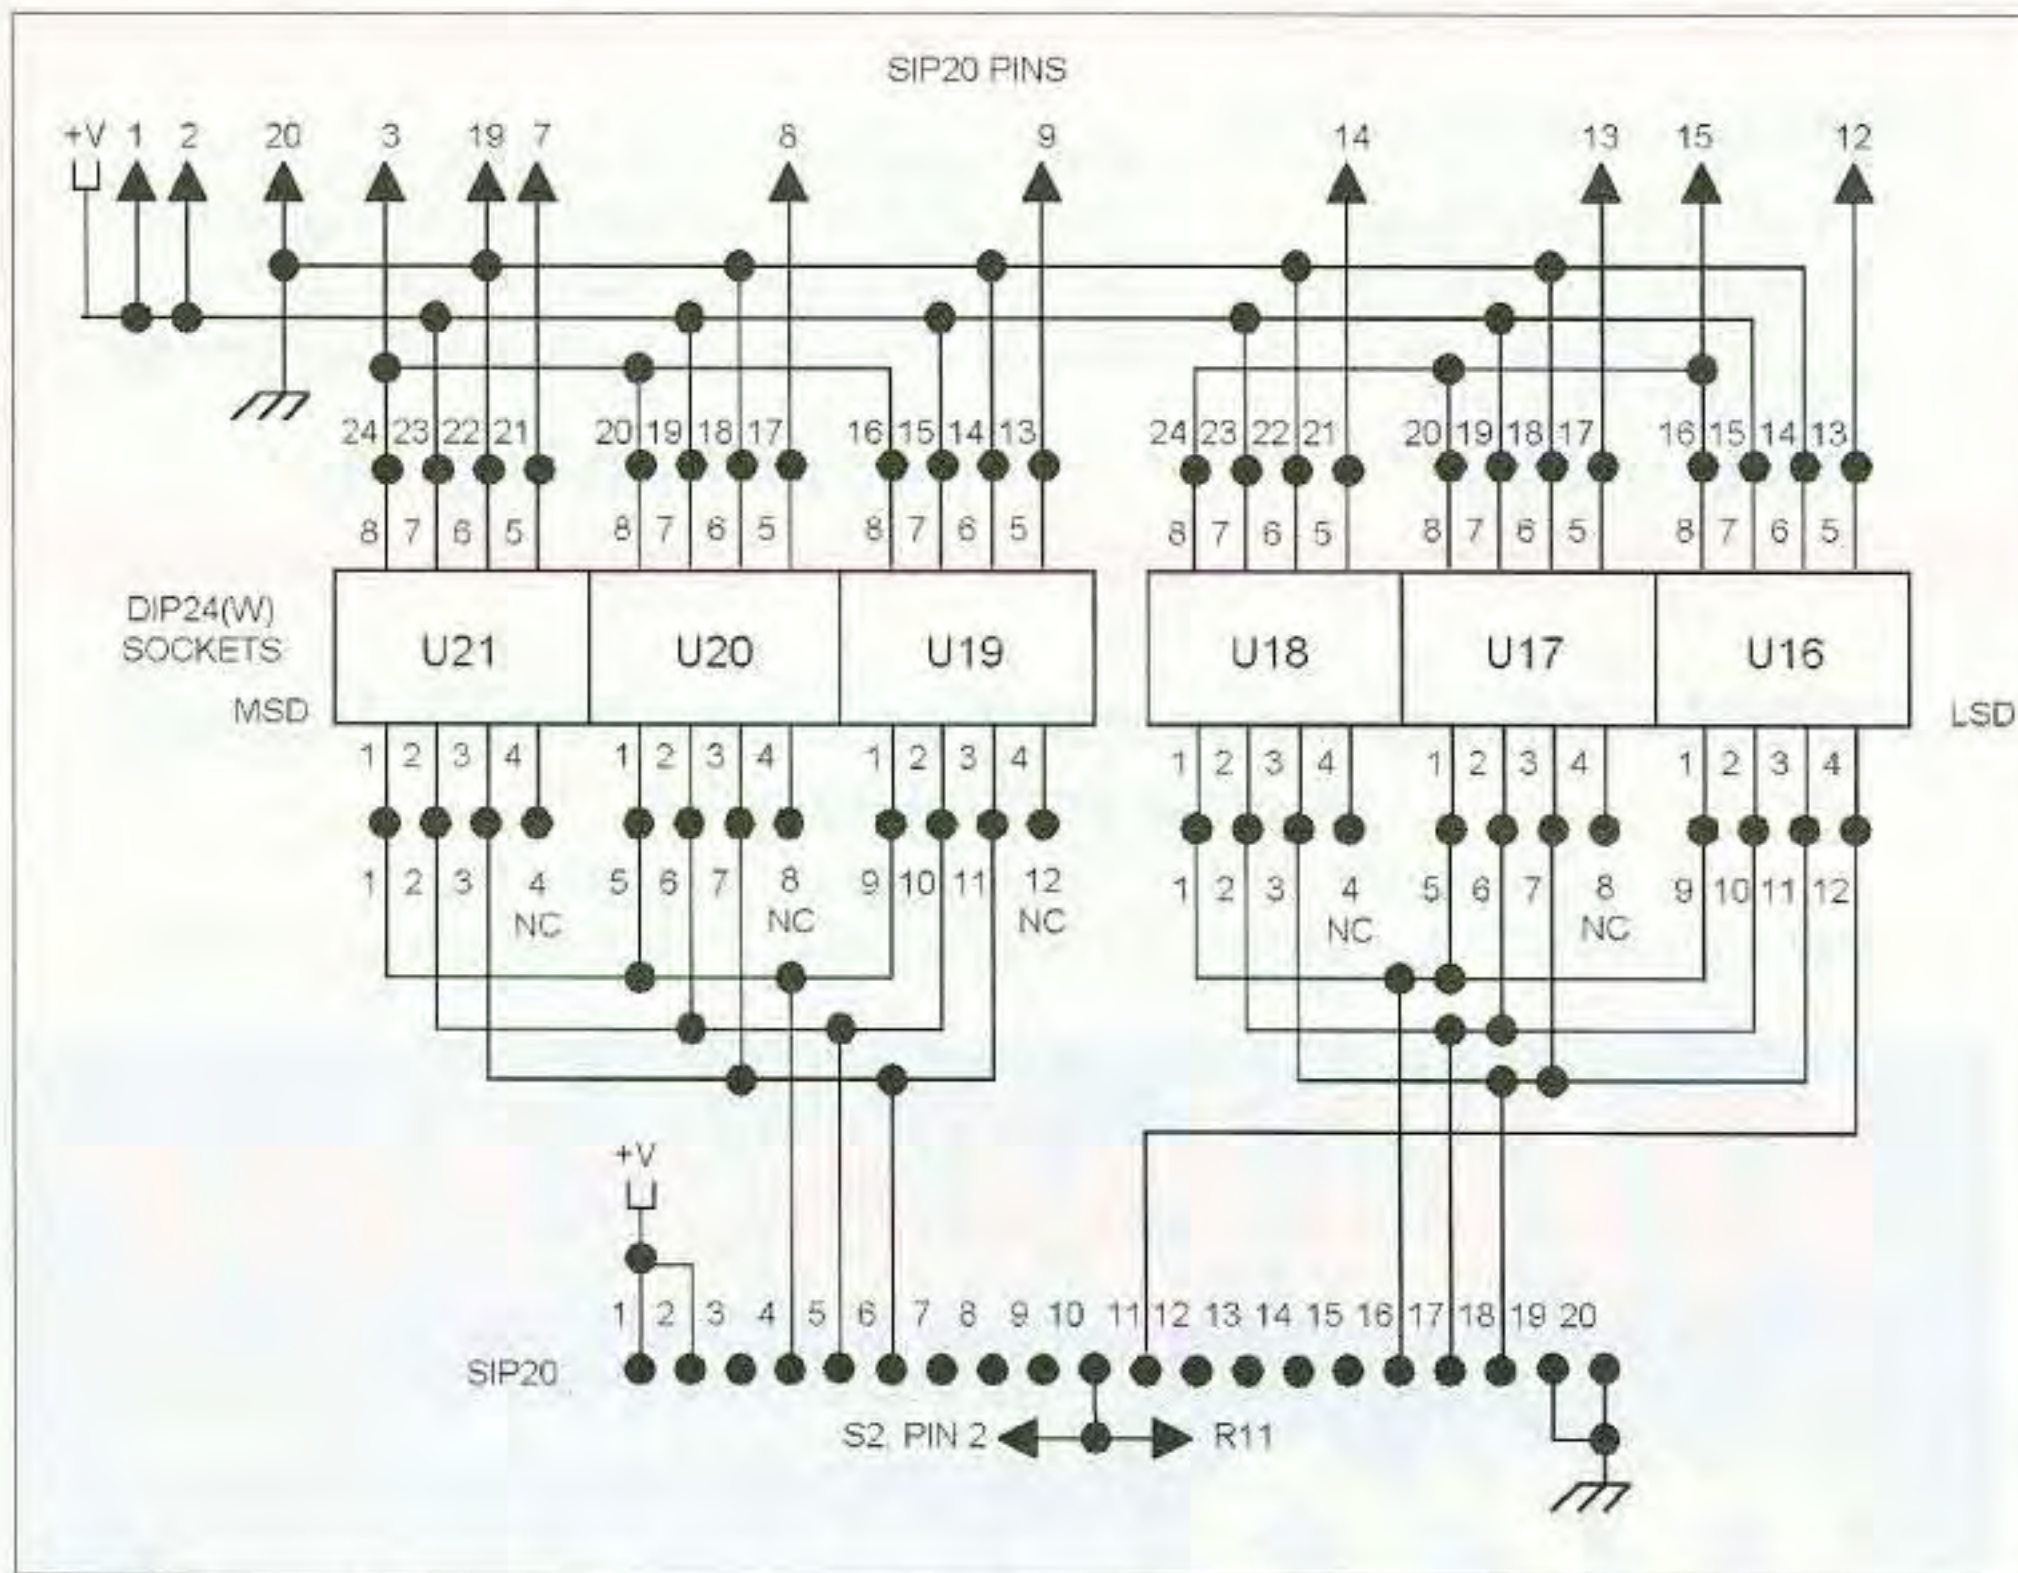 SIP20 PINS
+V 1 2 20 3 19 7 8 9 14 13 15 12
24 23 22 21 20 19 18 17 16 15 14 13 24 23 22 21 20 19 18 17 16 15 14 13
8 7 6 5 8 7 6 5 8 7 6 5 8 7 6 5 8 7 6 5 8 7 6 5
DIP24(W)
SOCKETS
U21 U20 U19 U18 U17 U16
MSD LSD
1 2 3 4 1 2 3 4 1 2 3 4 1 2 3 4 1 2 3 4 1 2 3 4
1 2 3 4 5 6 7 8 9 10 11 12 1 2 3 4 5 6 7 8 9 10 11 12
NC NC NC NC NC
+V
1 2 3 4 5 6 7 8 9 10 11 12 13 14 15 16 17 18 19 20
SIP20
S2 PIN 2 R11